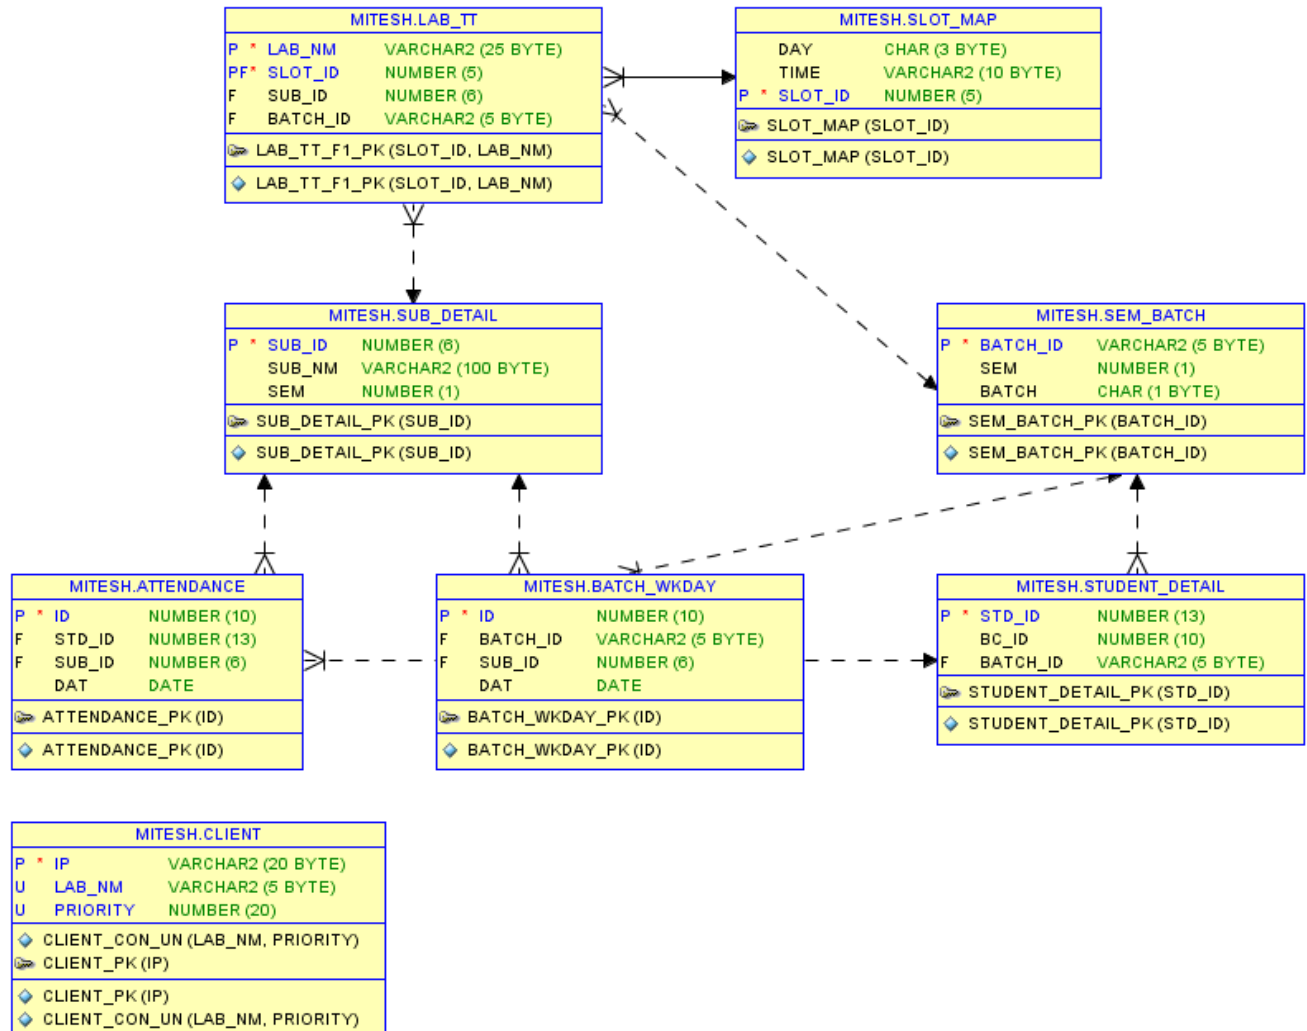 MITESH.LAB_TT
P * LAB_NM VARCHAR2 (25 BYTE)
PF* SLOT_ID NUMBER (5)
F SUB_ID NUMBER (6)
F BATCH_ID VARCHAR2 (5 BYTE)
LAB_TT_F1_PK (SLOT_ID, LAB_NM)
LAB_TT_F1_PK (SLOT_ID, LAB_NM)
MITESH.SLOT_MAP
DAY CHAR (3 BYTE)
TIME VARCHAR2 (10 BYTE)
P * SLOT_ID NUMBER (5)
SLOT_MAP (SLOT_ID)
SLOT_MAP (SLOT_ID)
MITESH.SUB_DETAIL
P * SUB_ID NUMBER (6)
SUB_NM VARCHAR2 (100 BYTE)
SEM NUMBER (1)
SUB_DETAIL_PK (SUB_ID)
SUB_DETAIL_PK (SUB_ID)
MITESH.SEM_BATCH
P * BATCH_ID VARCHAR2 (5 BYTE)
SEM NUMBER (1)
BATCH CHAR (1 BYTE)
SEM_BATCH_PK (BATCH_ID)
SEM_BATCH_PK (BATCH_ID)
MITESH.ATTENDANCE
P * ID NUMBER (10)
F STD_ID NUMBER (13)
F SUB_ID NUMBER (6)
DAT DATE
ATTENDANCE_PK (ID)
ATTENDANCE_PK (ID)
MITESH.BATCH_WKDAY
P * ID NUMBER (10)
F BATCH_ID VARCHAR2 (5 BYTE)
F SUB_ID NUMBER (6)
DAT DATE
BATCH_WKDAY_PK (ID)
BATCH_WKDAY_PK (ID)
MITESH.STUDENT_DETAIL
P * STD_ID NUMBER (13)
BC_ID NUMBER (10)
F BATCH_ID VARCHAR2 (5 BYTE)
STUDENT_DETAIL_PK (STD_ID)
STUDENT_DETAIL_PK (STD_ID)
MITESH.CLIENT
P * IP VARCHAR2 (20 BYTE)
U LAB_NM VARCHAR2 (5 BYTE)
U PRIORITY NUMBER (20)
CLIENT_CON_UN (LAB_NM, PRIORITY)
CLIENT_PK (IP)
CLIENT_PK (IP)
CLIENT_CON_UN (LAB_NM, PRIORITY)